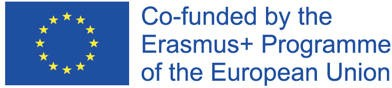 Co-funded by the
Erasmus+ Programme
of the European Union